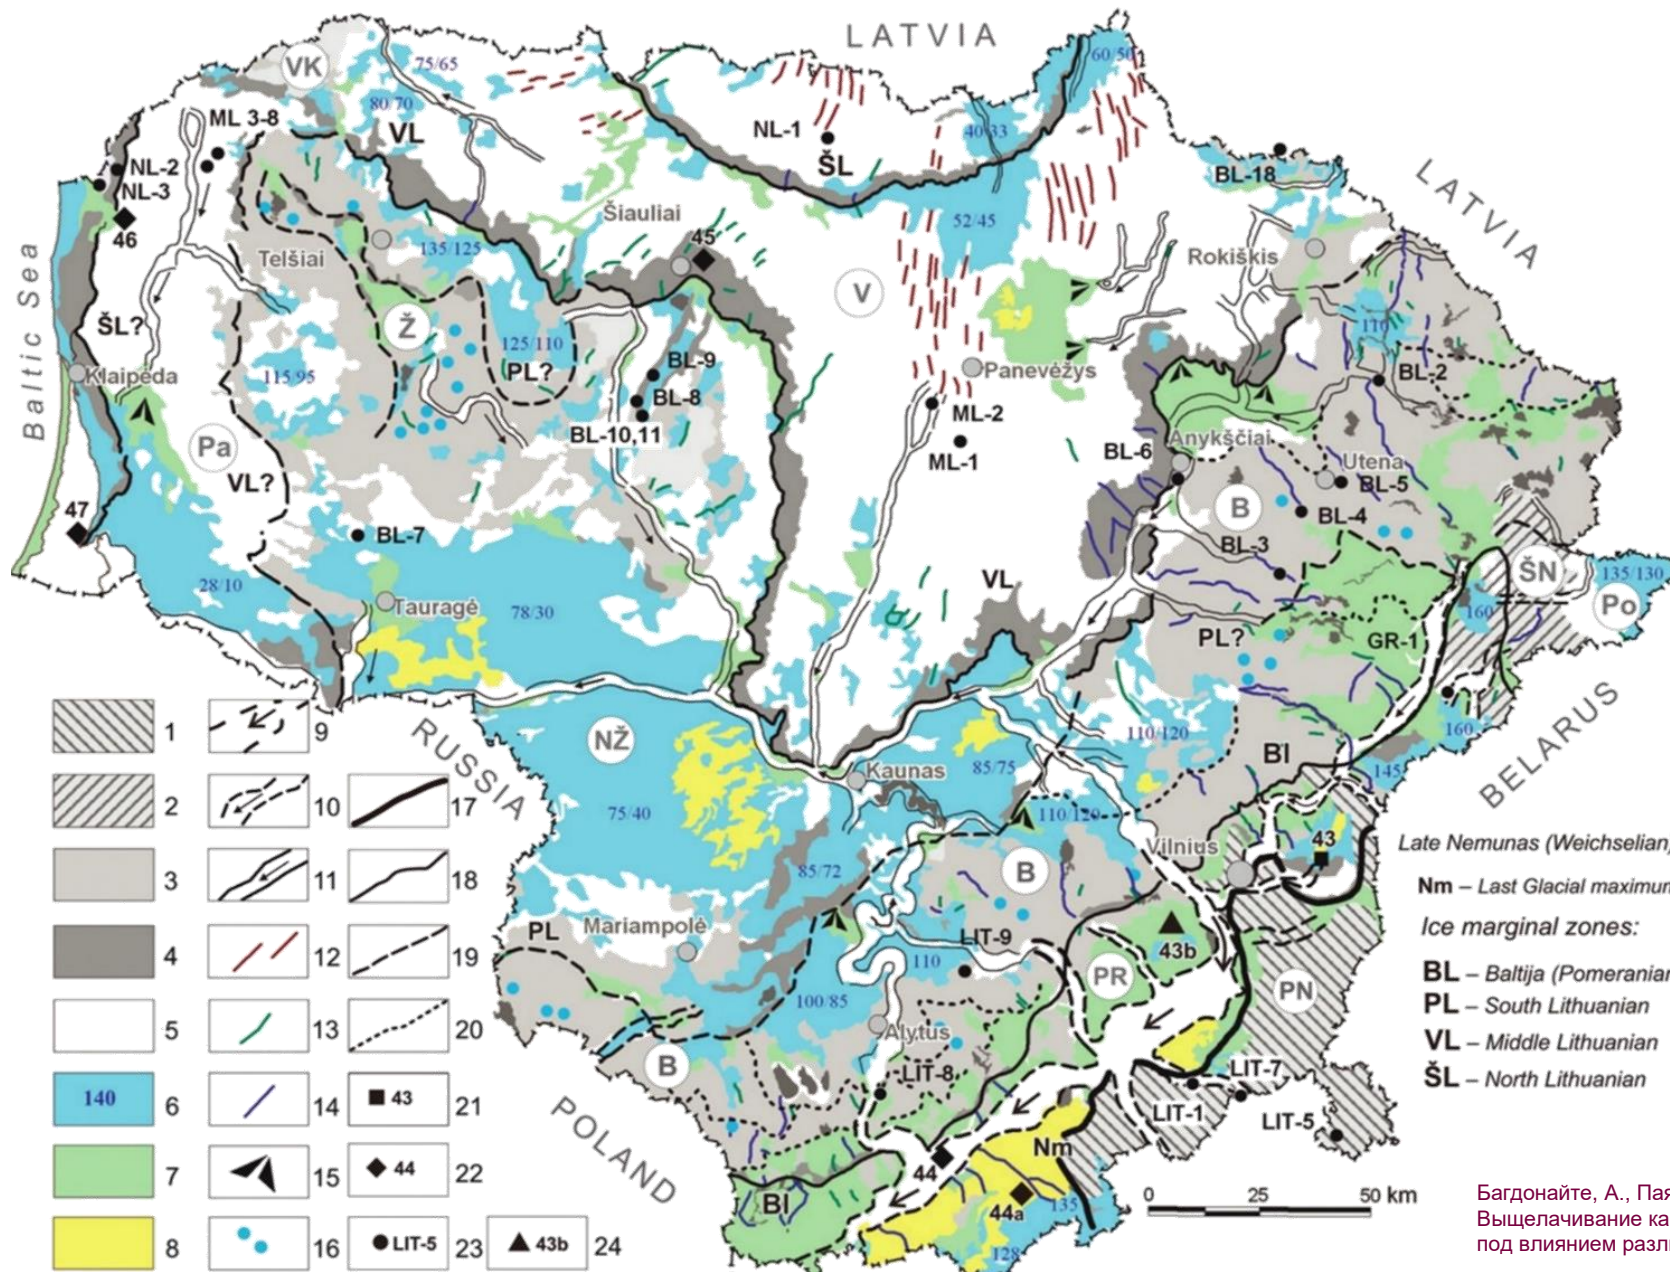 LATVIA
VK
75/65
60/50
80/70
ML 3-8
VL
NL-1
40/33
ŠL
NL-2
NL-3
BL-18
LATVIA
46
Šiauliai
45
52/45
Telšiai
135/125
Rokiškis
Baltic Sea
V
ŠL?
Ž
110
125/110
PL?
BL-9
Panevėžys
BL-2
Klaipėda
115/95
BL-8
ML-2
BL-10,11
ML-1
Anykščiai
BL-6
Utena
BL-5
Pa
VL?
B
BL-4
47
BL-7
BL-3
ŠN
135/130
Po
28/10
Tauragė
78/30
VL
160
PL?
GR-1
1
9
RUSSIA
NŽ
110/120
BI
160
BELARUS
2
10
17
Kaunas
85/75
145
75/40
110/120
Vilnius
43
Late Nemunas (Weichselian)
3
11
18
85/72
B
Nm – Last Glacial maximum
Mariampolė
PL
LIT-9
43b
Ice marginal zones:
4
12
19
110
PR
PN
BL – Baltija (Pomeranian
100/85
PL – South Lithuanian
5
13
20
Alytus
VL – Middle Lithuanian
B
LIT-8
LIT-7
ŠL – North Lithuanian
140
6
14
43
21
LIT-1
LIT-5
POLAND
Nm
7
15
44
22
44
BI
44a
135
0 25 50 km
8
16
LIT-5
23
43b
24
128
Багдонайте, А., Пая
Выщелачивание ка
под влиянием разли